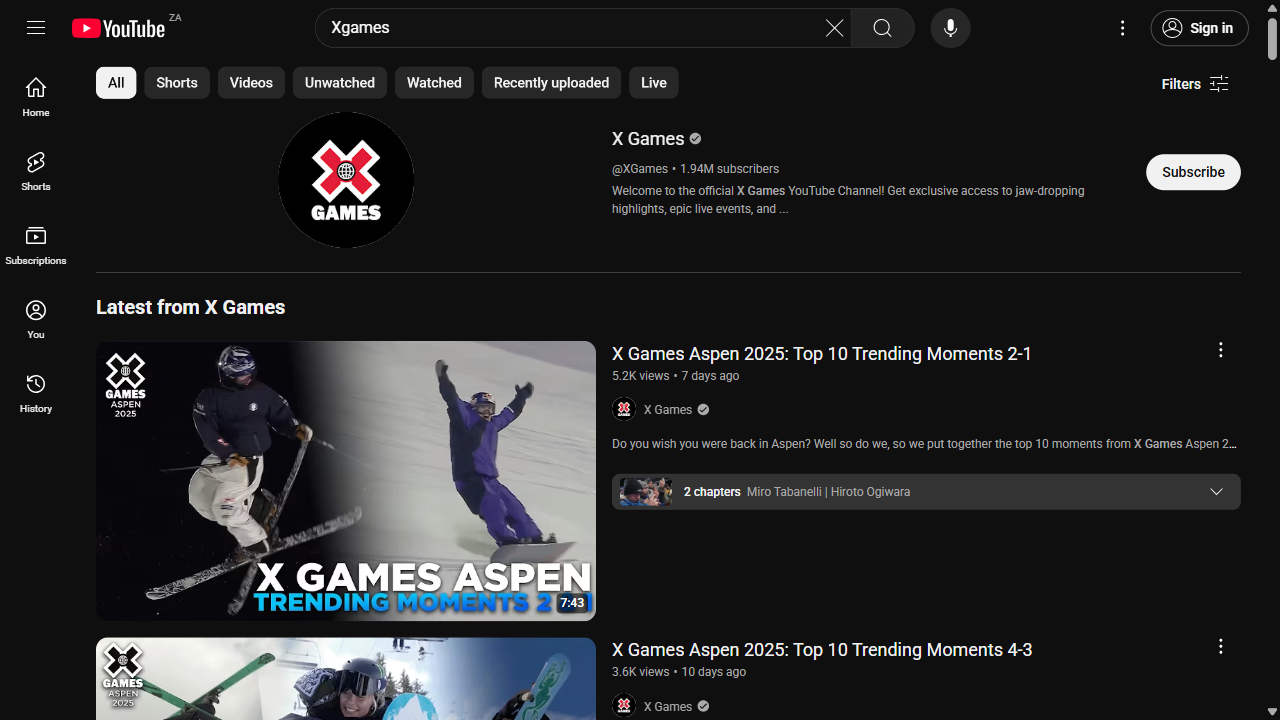 YouTube ZA
Xgames
Sign in
Home
Shorts
Subscriptions
You
History
All
Shorts
Videos
Unwatched
Watched
Recently uploaded
Live
Filters
X
GAMES
X Games
@XGames • 1.94M subscribers
Welcome to the official X Games YouTube Channel! Get exclusive access to jaw-dropping
highlights, epic live events, and ...
Subscribe
Latest from X Games
X
GAMES
ASPEN
2025
X GAMES ASPEN
TRENDING MOMENTS 2
7:43
X Games Aspen 2025: Top 10 Trending Moments 2-1
5.2K views • 7 days ago
X Games
Do you wish you were back in Aspen? Well so do we, so we put together the top 10 moments from X Games Aspen 2...
2 chapters Miro Tabanelli | Hiroto Ogiwara
X
GAMES
ASPEN
2025
X Games Aspen 2025: Top 10 Trending Moments 4-3
3.6K views • 10 days ago
X Games